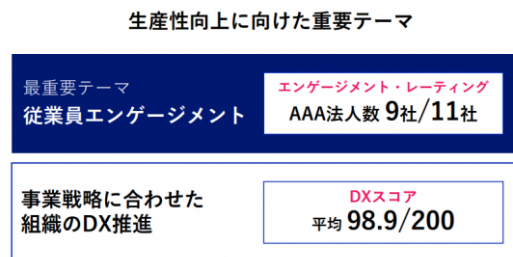 生産性向上に向けた重要テーマ
最重要テーマ
従業員エンゲージメント
エンゲージメント・レーティング
AAA法人数 9社/11社
事業戦略に合わせた
組織のDX推進
DXスコア
平均 98.9/200